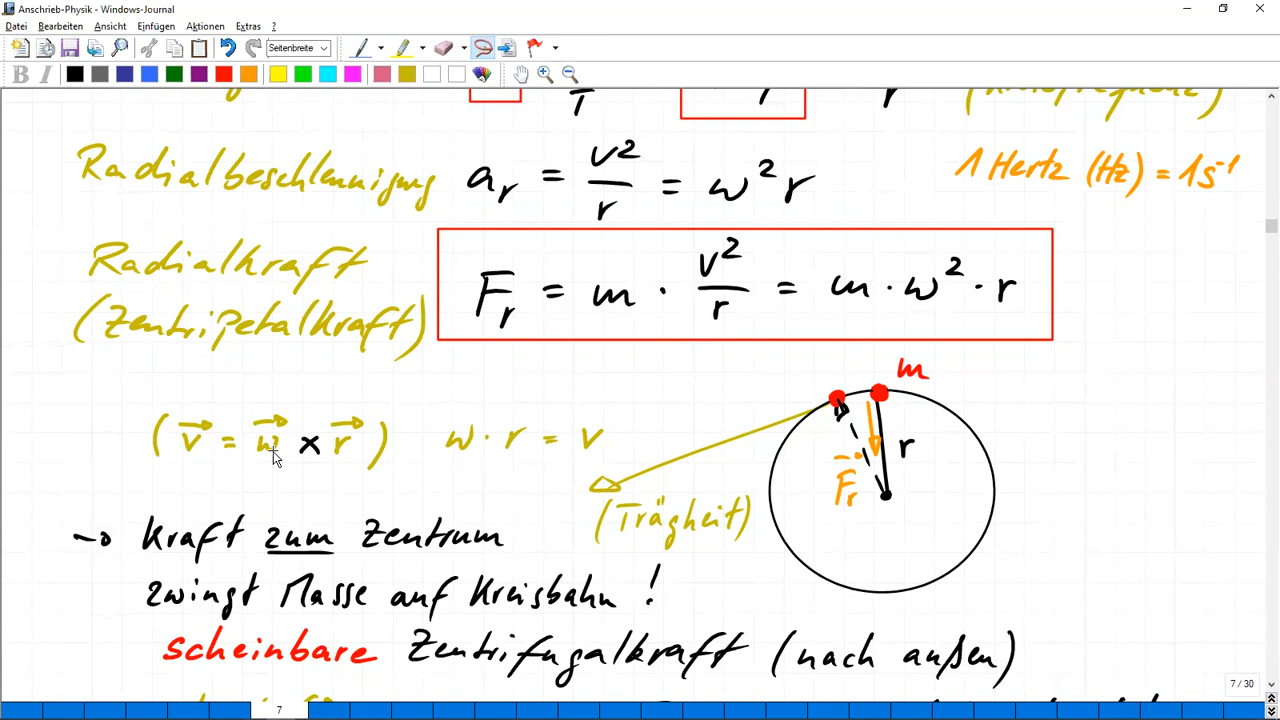 Anschrieb-Physik - Windows-Journal
Datei Bearbeiten Ansicht Einfügen Aktionen Extras ?
Seitenbreite
B I
T r
1 Hertz (Hz) = 1s⁻¹
Radialbeschleunigung a_r = v²/r = ω²r
Radialkraft
(Zentripetalkraft) F_r = m · v²/r = m · ω² · r
m
(v⃗ = ω⃗ × r⃗) ω · r = v
r
F⃗_r
(Trägheit)
→ Kraft zum Zentrum
zwingt Masse auf Kreisbahn !
scheinbare Zentrifugalkraft (nach außen)
7 / 30
7